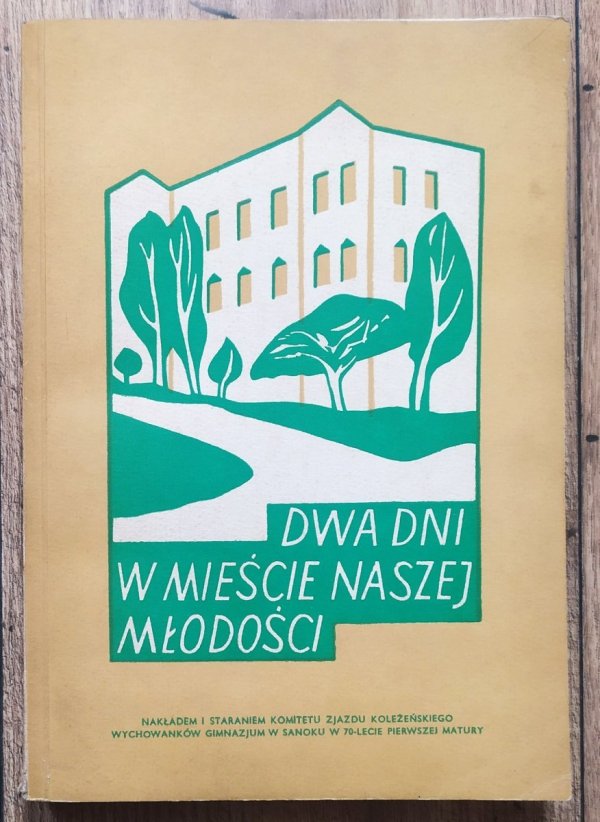 DWA DNI
W MIEŚCIE NASZEJ
MŁODOŚCI
NAKŁADEM I STARANIEM KOMITETU ZJAZDU KOLEŻEŃSKIEGO
WYCHOWANKÓW GIMNAZJUM W SANOKU W 70-LECIE PIERWSZEJ MATURY